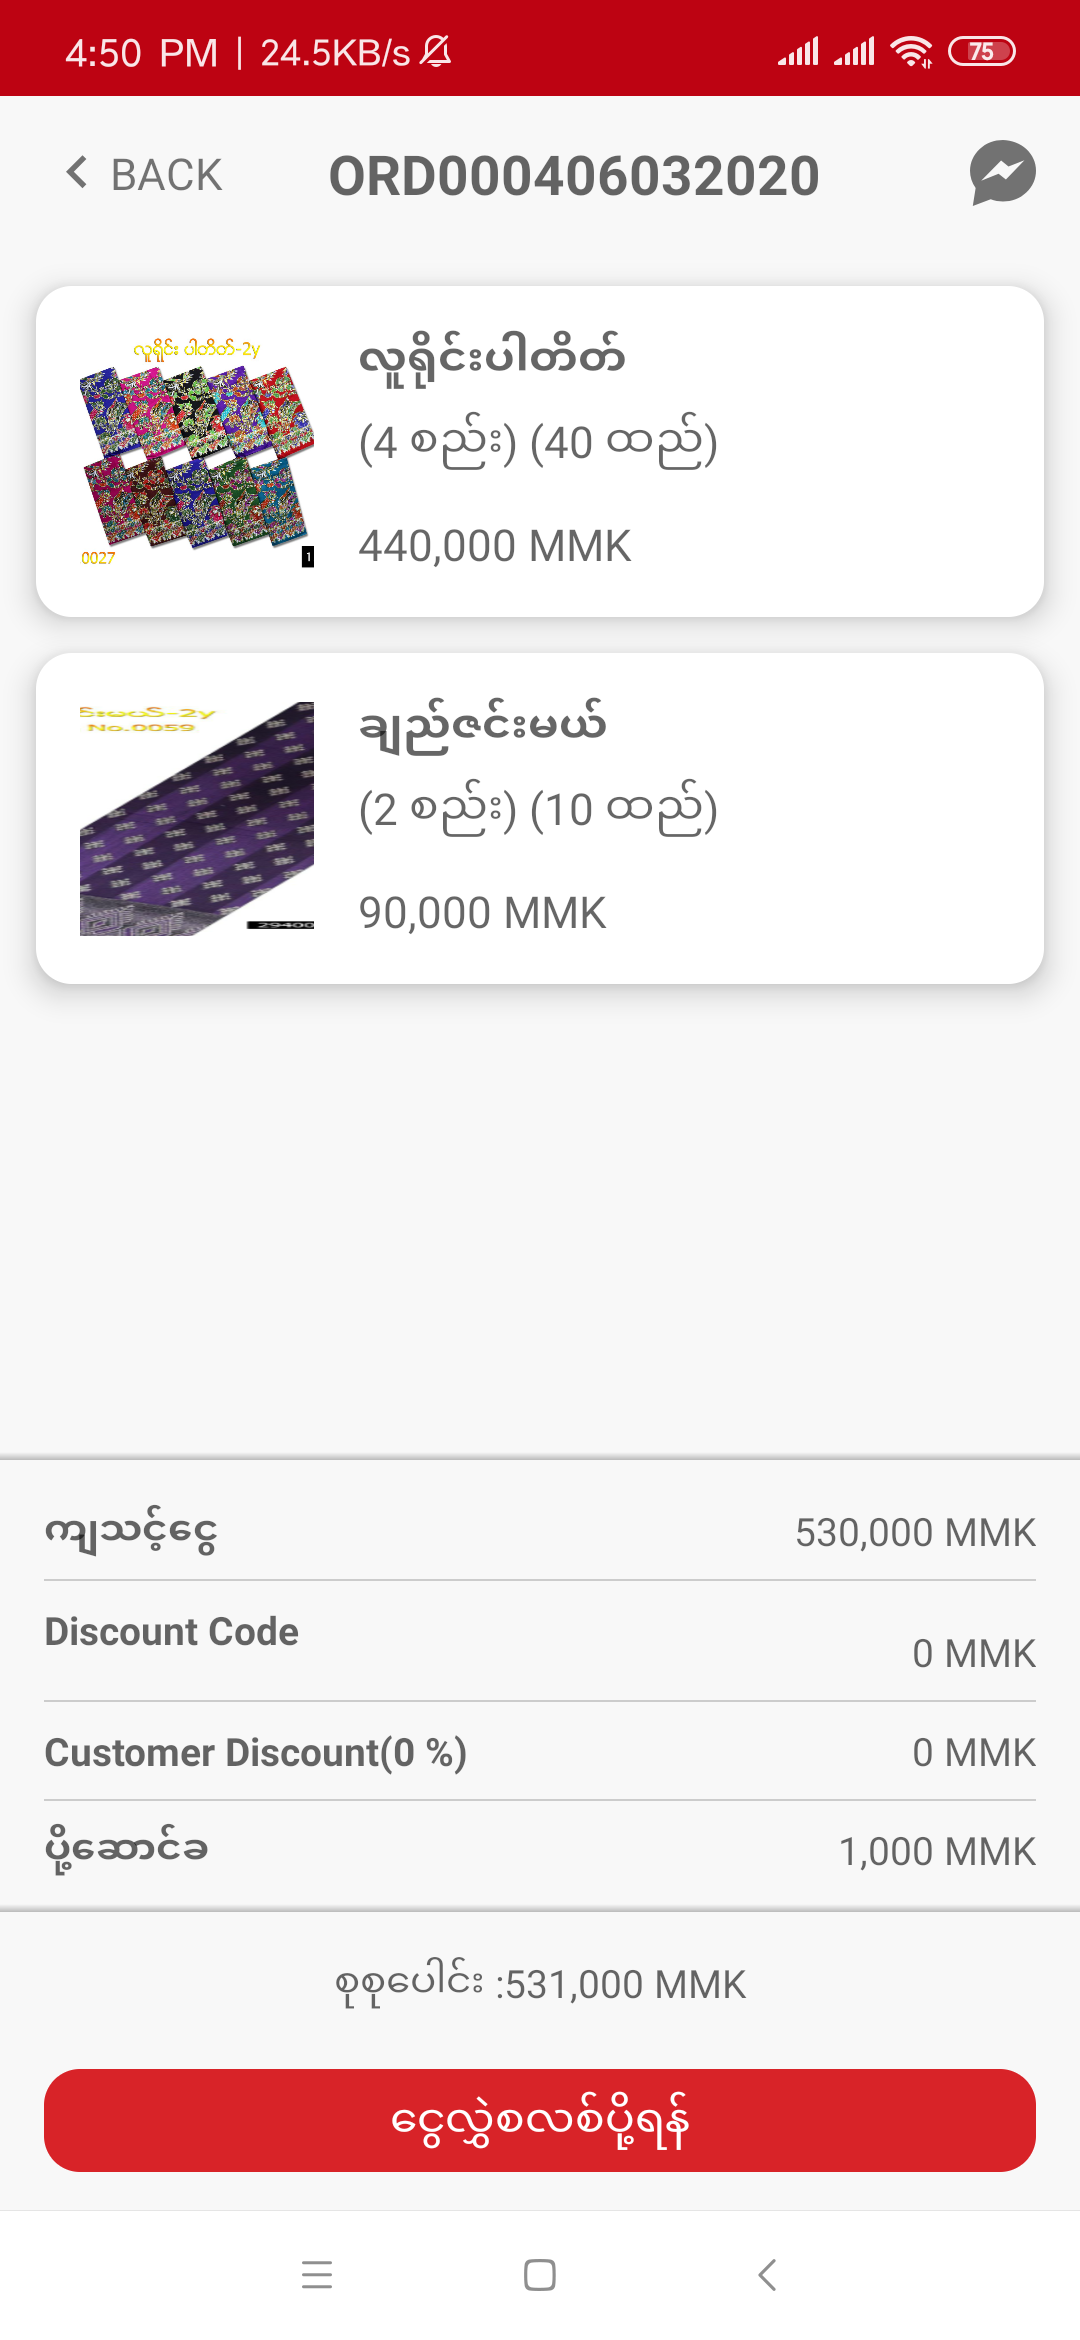 4:50 PM | 24.5KB/s
75
BACK
ORD000406032020
လူရိုင်း ပါတိတ်-2y
0027
1
လူရိုင်းပါတိတ်
(4 စည်း) (40 ထည်)
440,000 MMK
No.0059
29400
ချည်ဇင်းမယ်
(2 စည်း) (10 ထည်)
90,000 MMK
ကျသင့်ငွေ
530,000 MMK
Discount Code
0 MMK
Customer Discount(0 %)
0 MMK
ပို့ဆောင်ခ
1,000 MMK
စုစုပေါင်း :531,000 MMK
ငွေလွှဲစလစ်ပို့ရန်